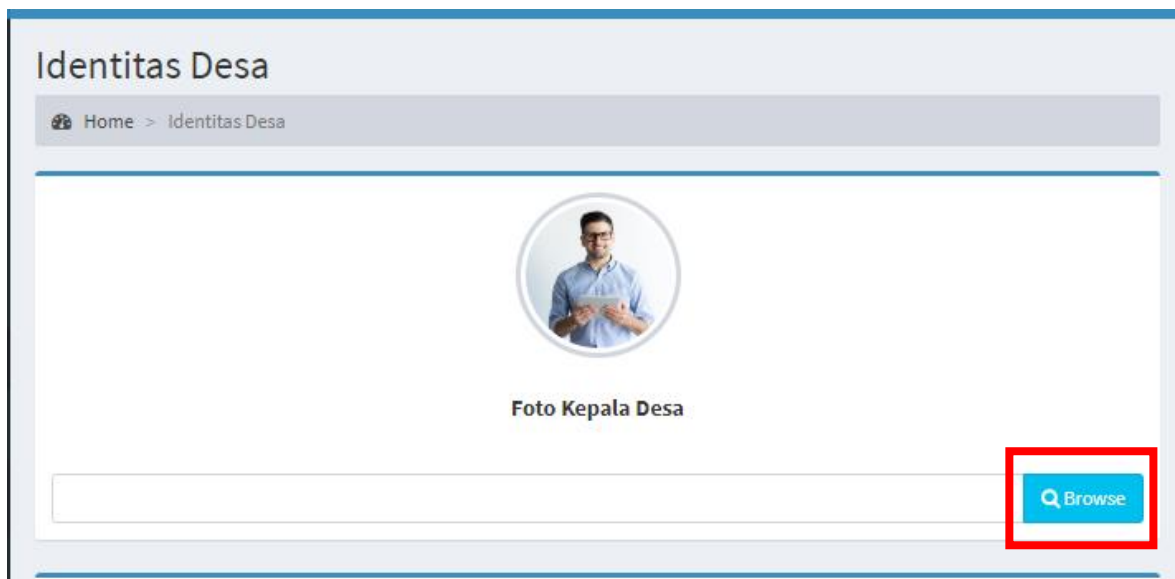 Identitas Desa
Home > Identitas Desa
Foto Kepala Desa
Browse